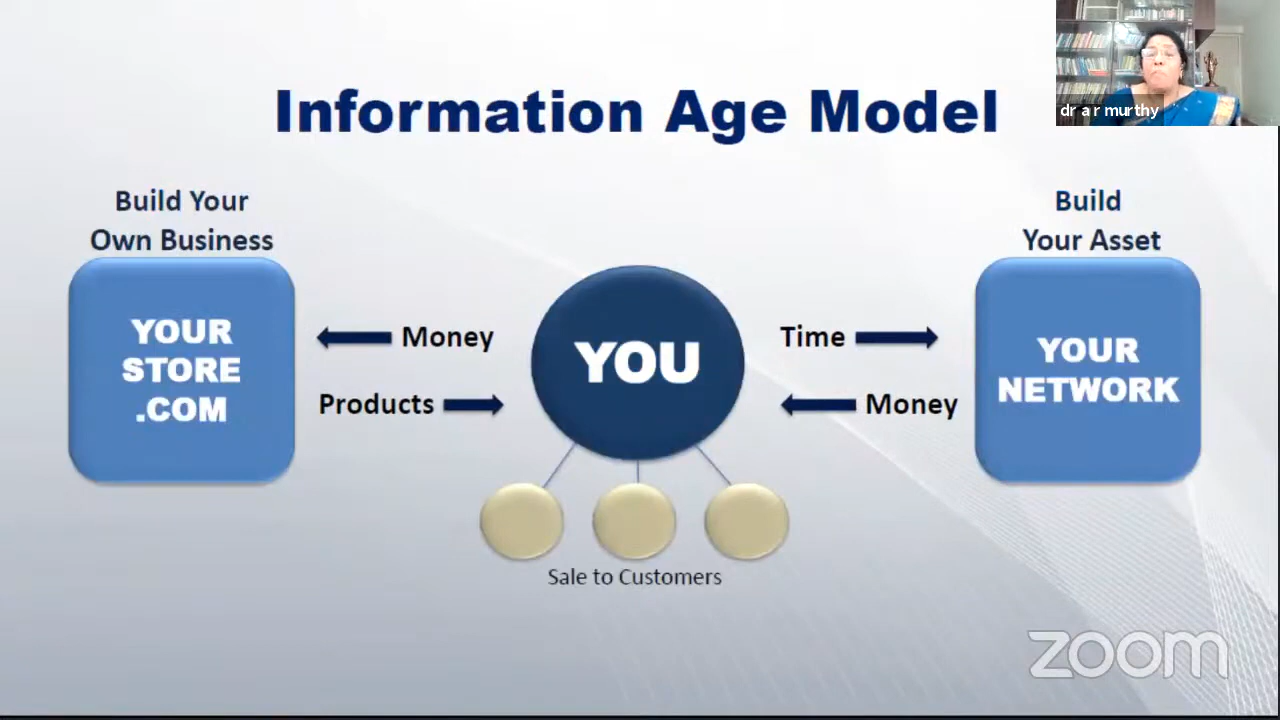 dr a r murthy
Information Age Model
Build Your
Own Business
YOUR
STORE
.COM
Money
Products
YOU
Sale to Customers
Time
Money
Build
Your Asset
YOUR
NETWORK
zoom